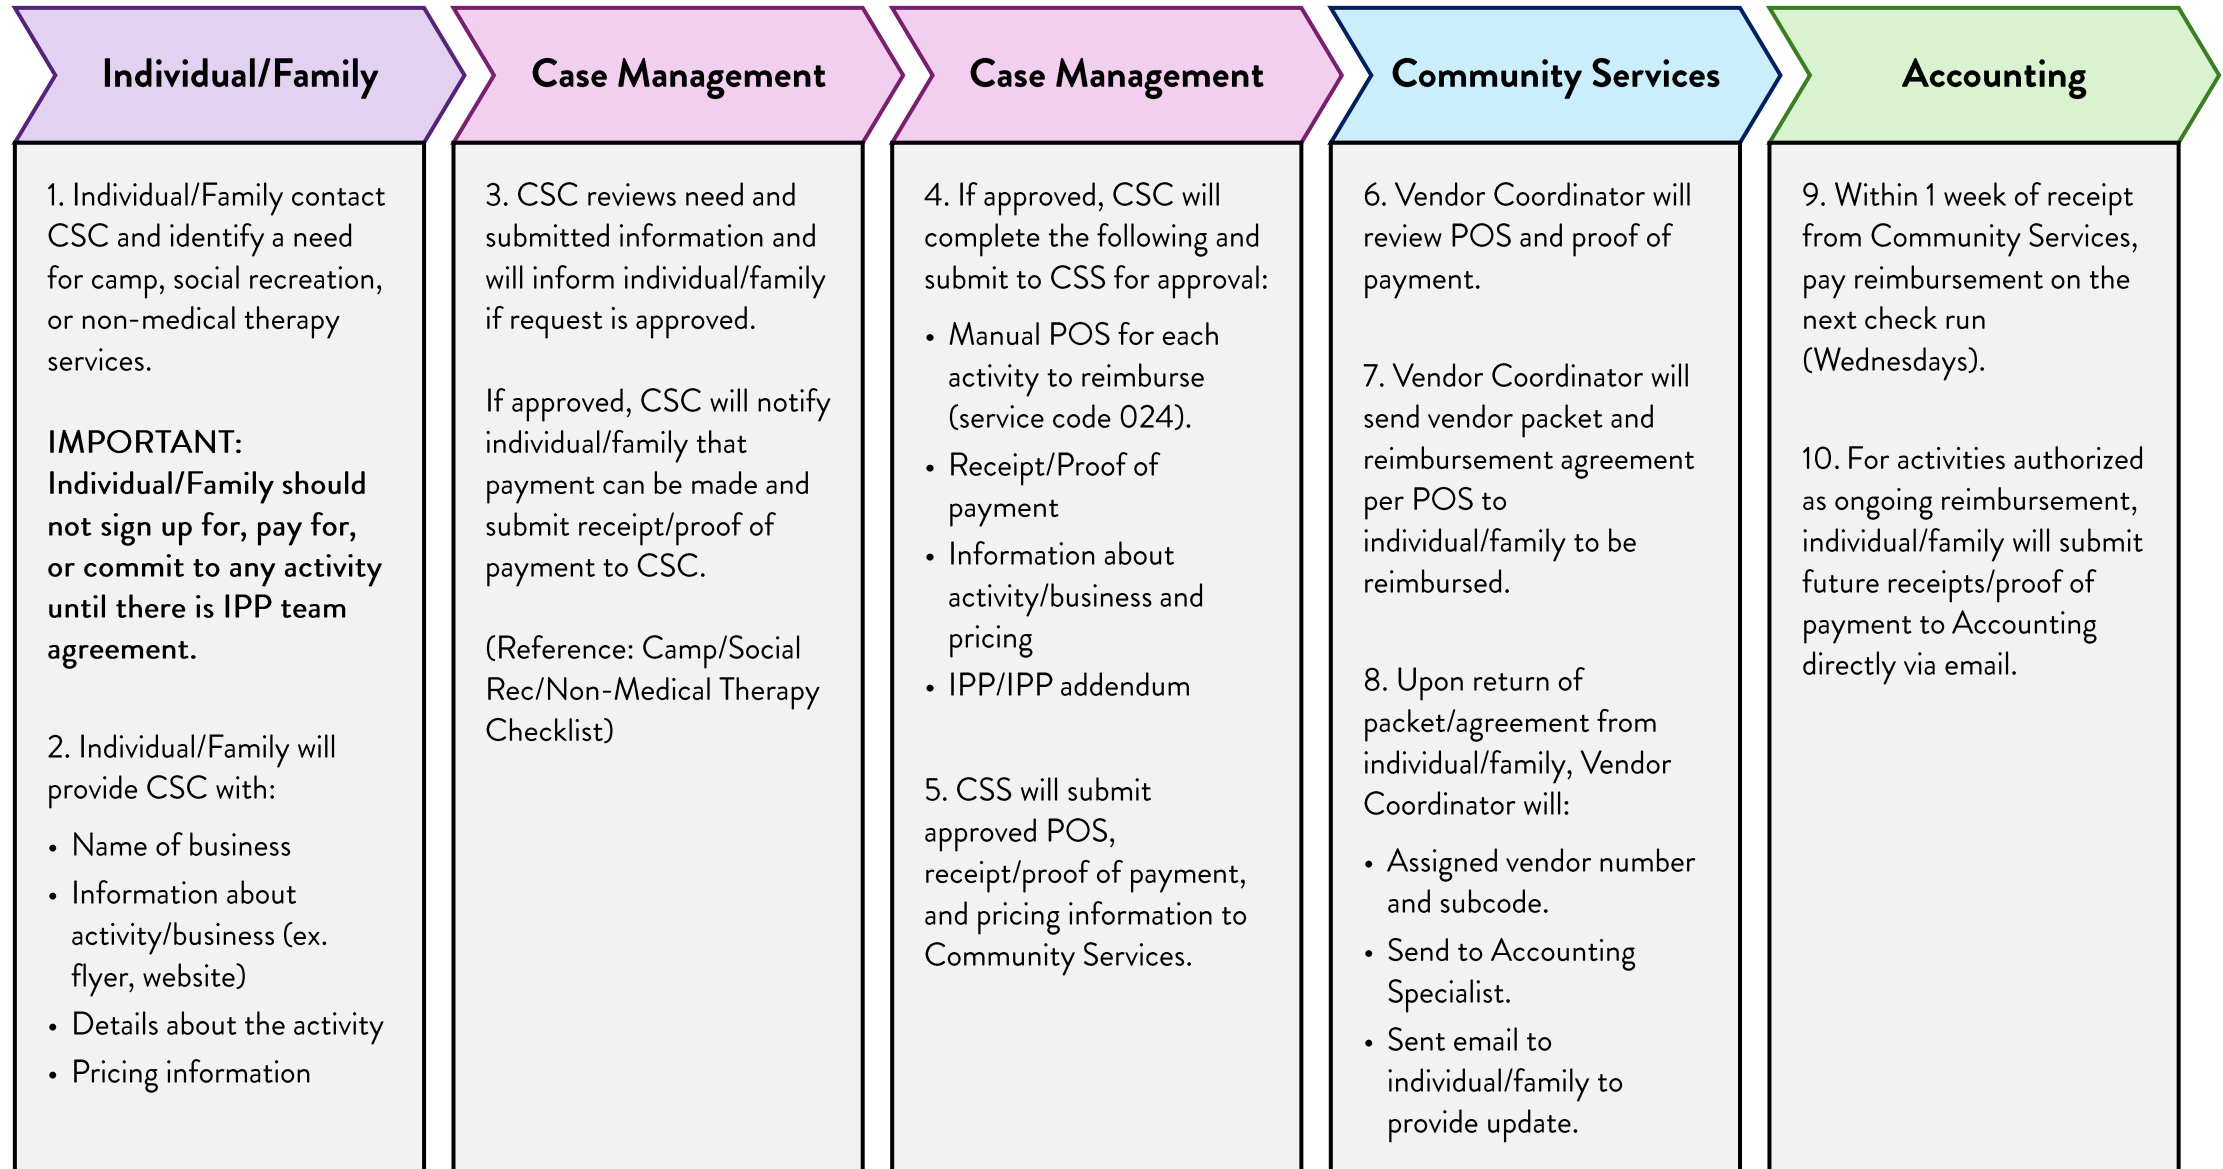 Individual/Family
1. Individual/Family contact
CSC and identify a need
for camp, social recreation,
or non-medical therapy
services.
IMPORTANT:
Individual/Family should
not sign up for, pay for,
or commit to any activity
until there is IPP team
agreement.
2. Individual/Family will
provide CSC with:
• Name of business
• Information about
activity/business (ex.
flyer, website)
• Details about the activity
• Pricing information
Case Management
3. CSC reviews need and
submitted information and
will inform individual/family
if request is approved.
If approved, CSC will notify
individual/family that
payment can be made and
submit receipt/proof of
payment to CSC.
(Reference: Camp/Social
Rec/Non-Medical Therapy
Checklist)
Case Management
4. If approved, CSC will
complete the following and
submit to CSS for approval:
• Manual POS for each
activity to reimburse
(service code 024).
• Receipt/Proof of
payment
• Information about
activity/business and
pricing
• IPP/IPP addendum
5. CSS will submit
approved POS,
receipt/proof of payment,
and pricing information to
Community Services.
Community Services
6. Vendor Coordinator will
review POS and proof of
payment.
7. Vendor Coordinator will
send vendor packet and
reimbursement agreement
per POS to
individual/family to be
reimbursed.
8. Upon return of
packet/agreement from
individual/family, Vendor
Coordinator will:
• Assigned vendor number
and subcode.
• Send to Accounting
Specialist.
• Sent email to
individual/family to
provide update.
Accounting
9. Within 1 week of receipt
from Community Services,
pay reimbursement on the
next check run
(Wednesdays).
10. For activities authorized
as ongoing reimbursement,
individual/family will submit
future receipts/proof of
payment to Accounting
directly via email.